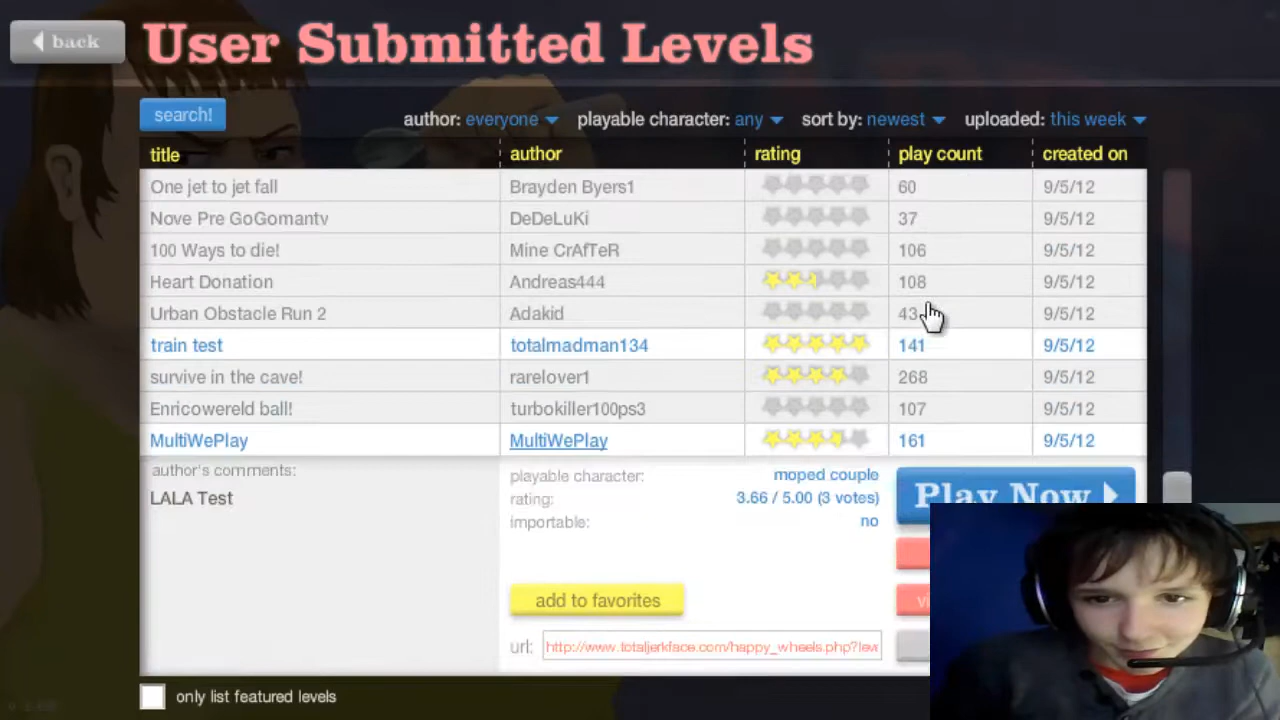 back
User Submitted Levels
search!
author: everyone playable character: any sort by: newest uploaded: this week
title author rating play count created on
One jet to jet fall Brayden Byers1 60 9/5/12
Nove Pre GoGomantv DeDeLuKi 37 9/5/12
100 Ways to die! Mine CrAfTeR 106 9/5/12
Heart Donation Andreas444 108 9/5/12
Urban Obstacle Run 2 Adakid 43 9/5/12
train test totalmadman134 141 9/5/12
survive in the cave! rarelover1 268 9/5/12
Enricowereld ball! turbokiller100ps3 107 9/5/12
MultiWePlay MultiWePlay 161 9/5/12
author's comments:
LALA Test
playable character: moped couple
rating: 3.66 / 5.00 (3 votes)
importable: no
Play Now
add to favorites
url: http://www.totaljerkface.com/happy_wheels.php?lev
only list featured levels